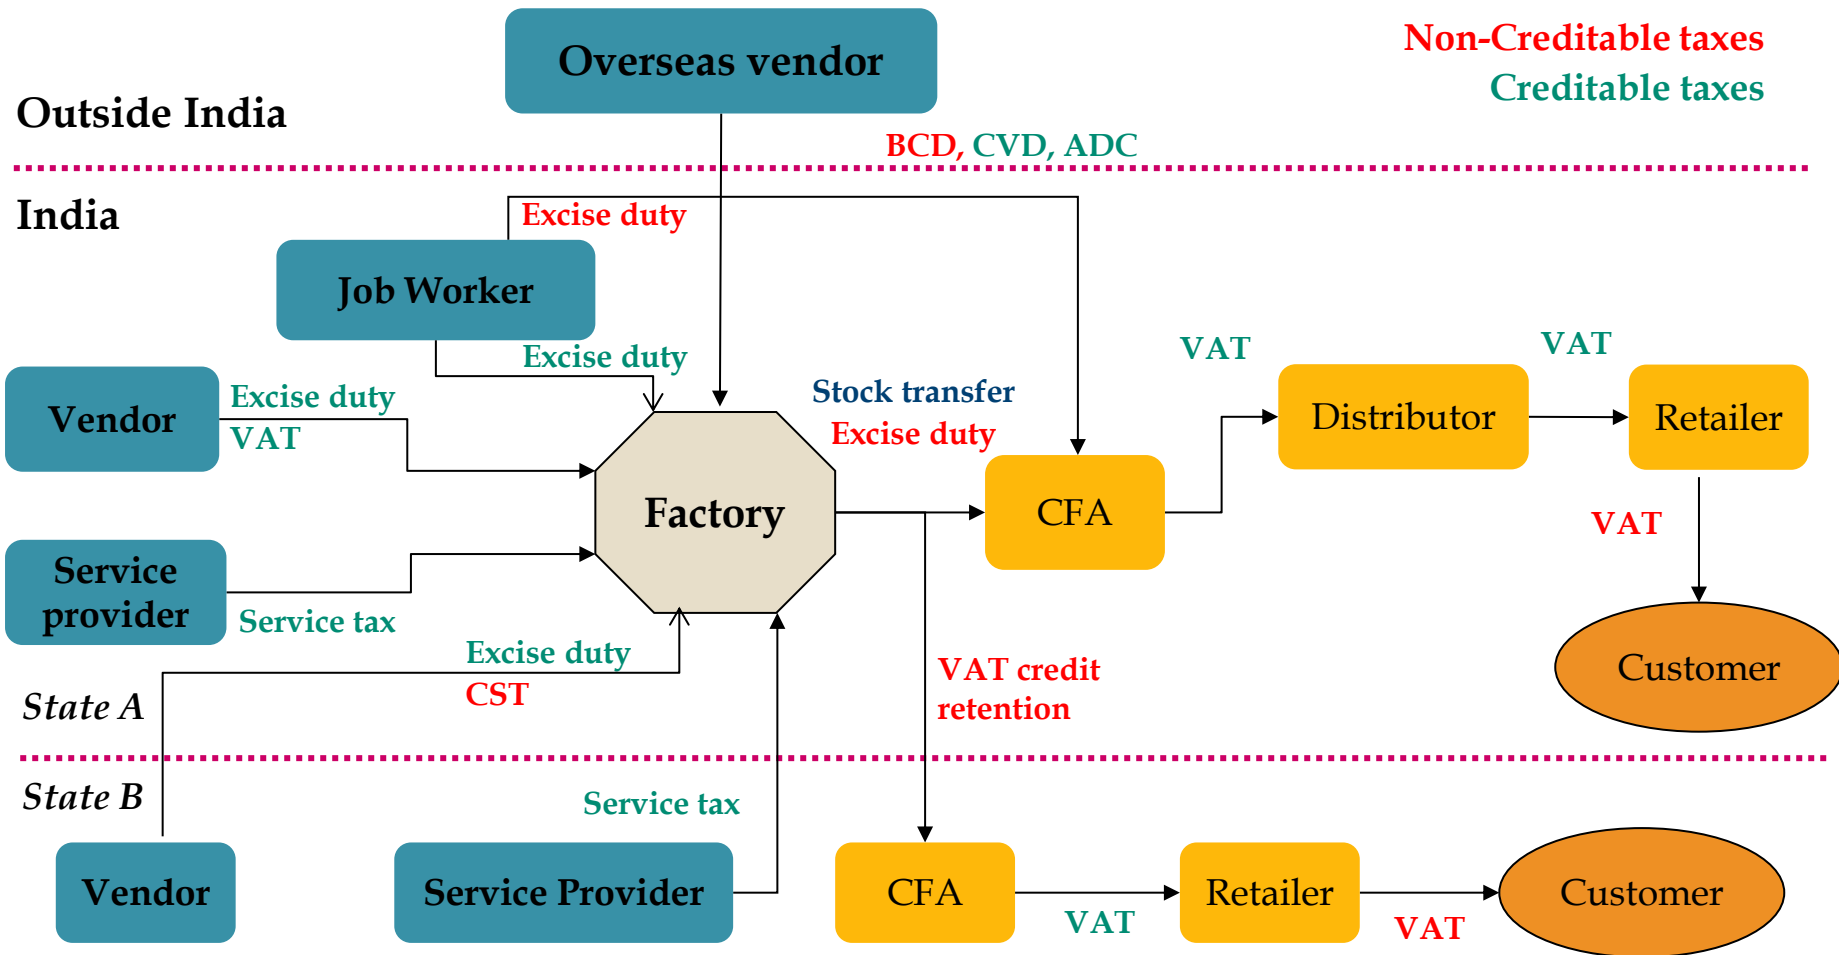 Overseas vendor
Non-Creditable taxes
Creditable taxes
Outside India
BCD, CVD, ADC
India
Excise duty
Job Worker
Excise duty
VAT
VAT
Vendor
Excise duty
VAT
Stock transfer
Excise duty
Distributor
Retailer
Factory
CFA
VAT
Service
provider
Service tax
Excise duty
CST
VAT credit
retention
Customer
State A
State B
Service tax
Vendor
Service Provider
CFA
VAT
Retailer
VAT
Customer